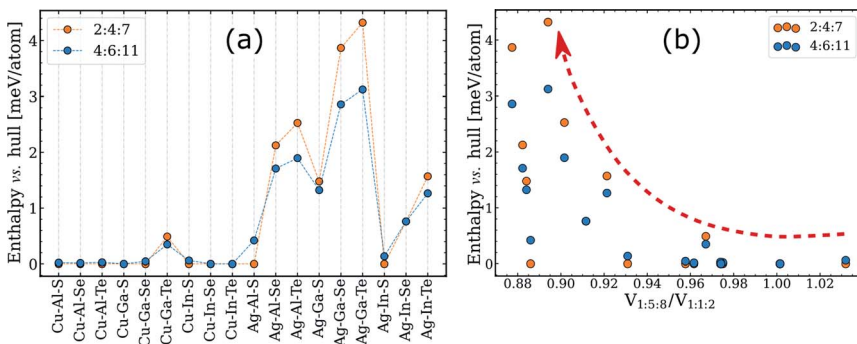 Enthalpy vs. hull [meV/atom]
4
3
2
1
0
2:4:7
4:6:11
(a)
Cu-Al-S
Cu-Al-Se
Cu-Al-Te
Cu-Ga-S
Cu-Ga-Se
Cu-Ga-Te
Cu-In-S
Cu-In-Se
Cu-In-Te
Ag-Al-S
Ag-Al-Se
Ag-Al-Te
Ag-Ga-S
Ag-Ga-Se
Ag-Ga-Te
Ag-In-S
Ag-In-Se
Ag-In-Te
Enthalpy vs. hull [meV/atom]
4
3
2
1
0
(b)
2:4:7
4:6:11
0.88 0.90 0.92 0.94 0.96 0.98 1.00 1.02
V1:5:8/V1:1:2